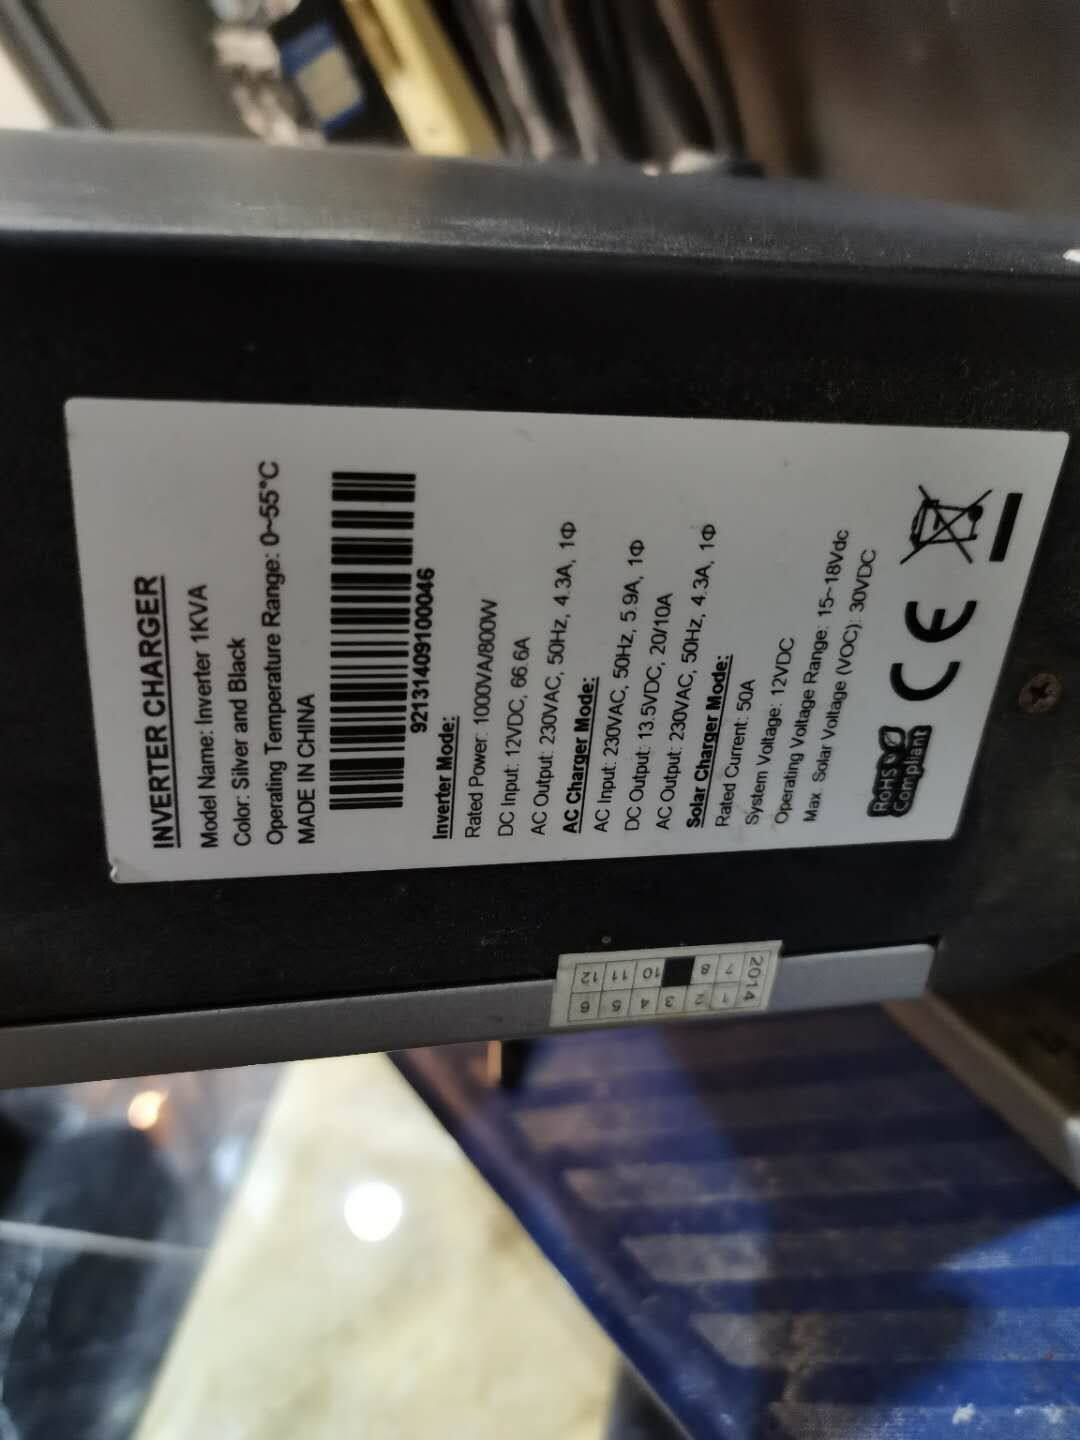 INVERTER CHARGER
Model Name: Inverter 1KVA
Color: Silver and Black
Operating Temperature Range: 0~55°C
MADE IN CHINA
92131409100046
Inverter Mode:
Rated Power: 1000VA/800W
DC Input: 12VDC, 66.6A
AC Output: 230VAC, 50Hz, 4.3A, 1Φ
AC Charger Mode:
AC Input: 230VAC, 50Hz, 5.9A, 1Φ
DC Output: 13.5VDC, 20/10A
AC Output: 230VAC, 50Hz, 4.3A, 1Φ
Solar Charger Mode:
Rated Current: 50A
System Voltage: 12VDC
Operating Voltage Range: 15~18Vdc
Max. Solar Voltage (VOC): 30VDC
RoHS
Compliant
CE
2014
1 2 3 4 5 6
7 8 10 11 12